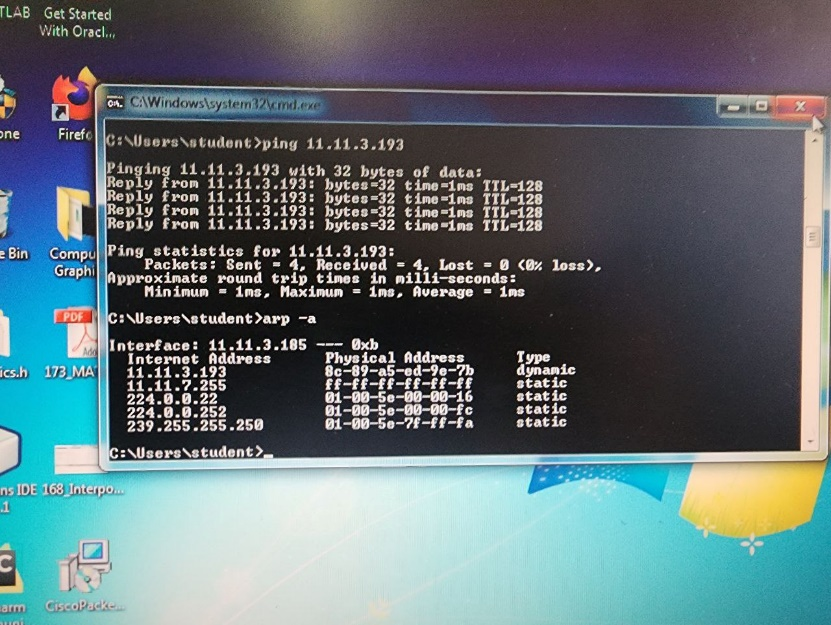 TLAB
Get Started
With Oracl...
one
Firefo
C:\Windows\system32\cmd.exe
C:\Users\student>ping 11.11.3.193
Pinging 11.11.3.193 with 32 bytes of data:
Reply from 11.11.3.193: bytes=32 time=1ms TTL=128
Reply from 11.11.3.193: bytes=32 time=1ms TTL=128
Reply from 11.11.3.193: bytes=32 time=1ms TTL=128
Reply from 11.11.3.193: bytes=32 time=1ms TTL=128
Ping statistics for 11.11.3.193:
Packets: Sent = 4, Received = 4, Lost = 0 (0% loss),
Approximate round trip times in milli-seconds:
Minimum = 1ms, Maximum = 1ms, Average = 1ms
C:\Users\student>arp -a
Interface: 11.11.3.185 --- 0xb
Internet Address Physical Address Type
11.11.3.193 8c-89-a5-ed-9e-7b dynamic
11.11.7.255 ff-ff-ff-ff-ff-ff static
224.0.0.22 01-00-5e-00-00-16 static
224.0.0.252 01-00-5e-00-00-fc static
239.255.255.250 01-00-5e-7f-ff-fa static
C:\Users\student>_
e Bin
Compu
Graphi
PDF
Ado
ics.h
173_MA
ns IDE
.1
168_Interpo...
C
arm
CiscoPacke...